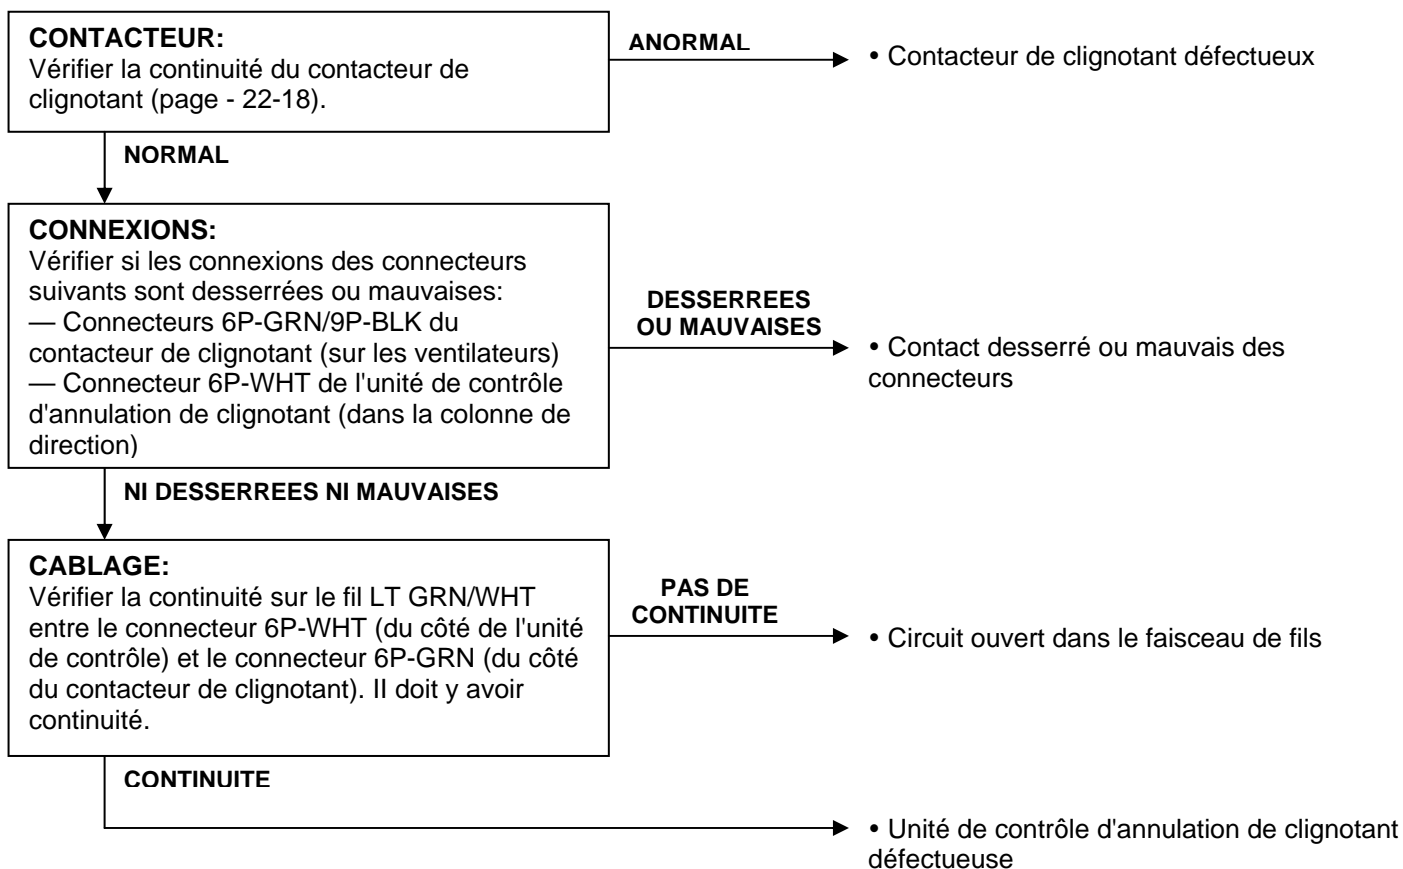 CONTACTEUR:
Vérifier la continuité du contacteur de
clignotant (page - 22-18).
ANORMAL
• Contacteur de clignotant défectueux
NORMAL
CONNEXIONS:
Vérifier si les connexions des connecteurs
suivants sont desserrées ou mauvaises:
— Connecteurs 6P-GRN/9P-BLK du
contacteur de clignotant (sur les ventilateurs)
— Connecteur 6P-WHT de l'unité de contrôle
d'annulation de clignotant (dans la colonne de
direction)
DESSERREES
OU MAUVAISES
• Contact desserré ou mauvais des
connecteurs
NI DESSERREES NI MAUVAISES
CABLAGE:
Vérifier la continuité sur le fil LT GRN/WHT
entre le connecteur 6P-WHT (du côté de l'unité
de contrôle) et le connecteur 6P-GRN (du côté
du contacteur de clignotant). II doit y avoir
continuité.
PAS DE
CONTINUITE
• Circuit ouvert dans le faisceau de fils
CONTINUITE
• Unité de contrôle d'annulation de clignotant
défectueuse